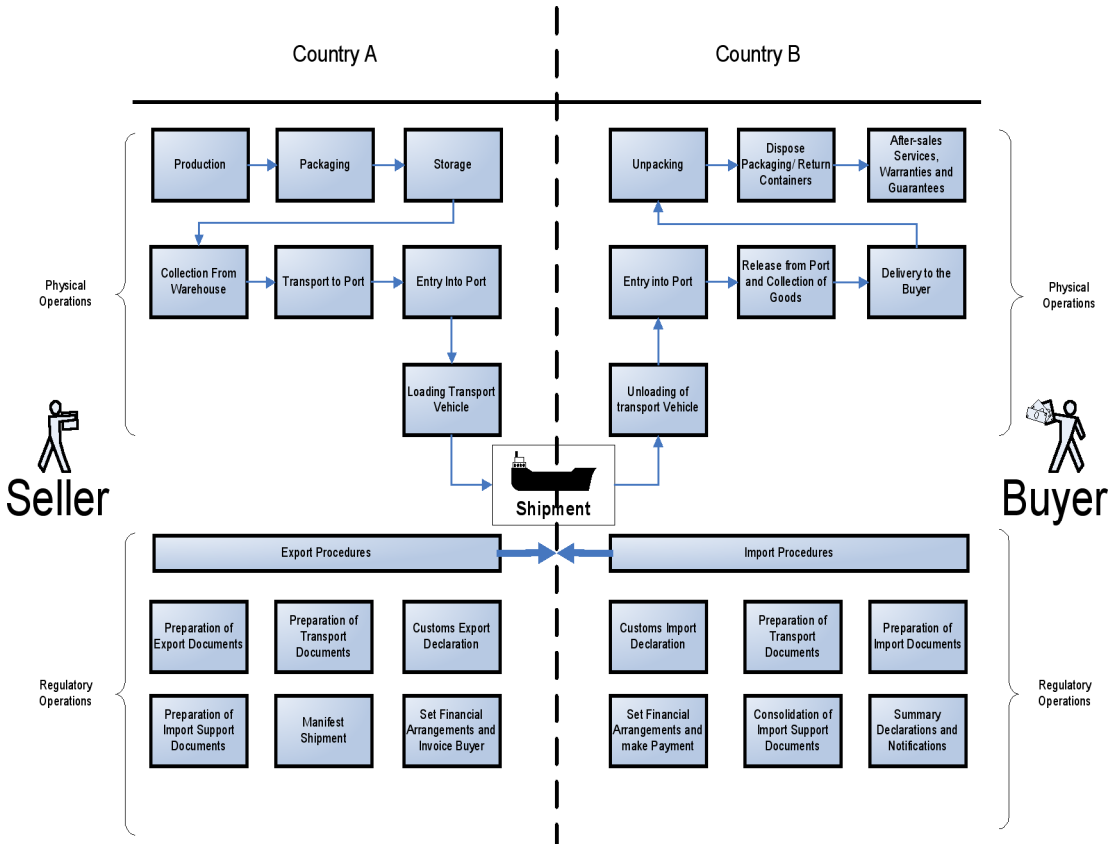 Country A
Country B
Production
Packaging
Storage
Unpacking
Dispose
Packaging/ Return
Containers
After-sales
Services,
Warranties and
Guarantees
Physical
Operations
Collection From
Warehouse
Transport to Port
Entry Into Port
Entry into Port
Release from Port
and Collection of
Goods
Delivery to the
Buyer
Physical
Operations
Loading Transport
Vehicle
Unloading of
transport Vehicle
Seller
Shipment
Buyer
Export Procedures
Import Procedures
Preparation of
Export Documents
Preparation of
Transport
Documents
Customs Export
Declaration
Customs Import
Declaration
Preparation of
Transport
Documents
Preparation of
Import Documents
Regulatory
Operations
Regulatory
Operations
Preparation of
Import Support
Documents
Manifest
Shipment
Set Financial
Arrangements and
Invoice Buyer
Set Financial
Arrangements and
make Payment
Consolidation of
Import Support
Documents
Summary
Declarations and
Notifications